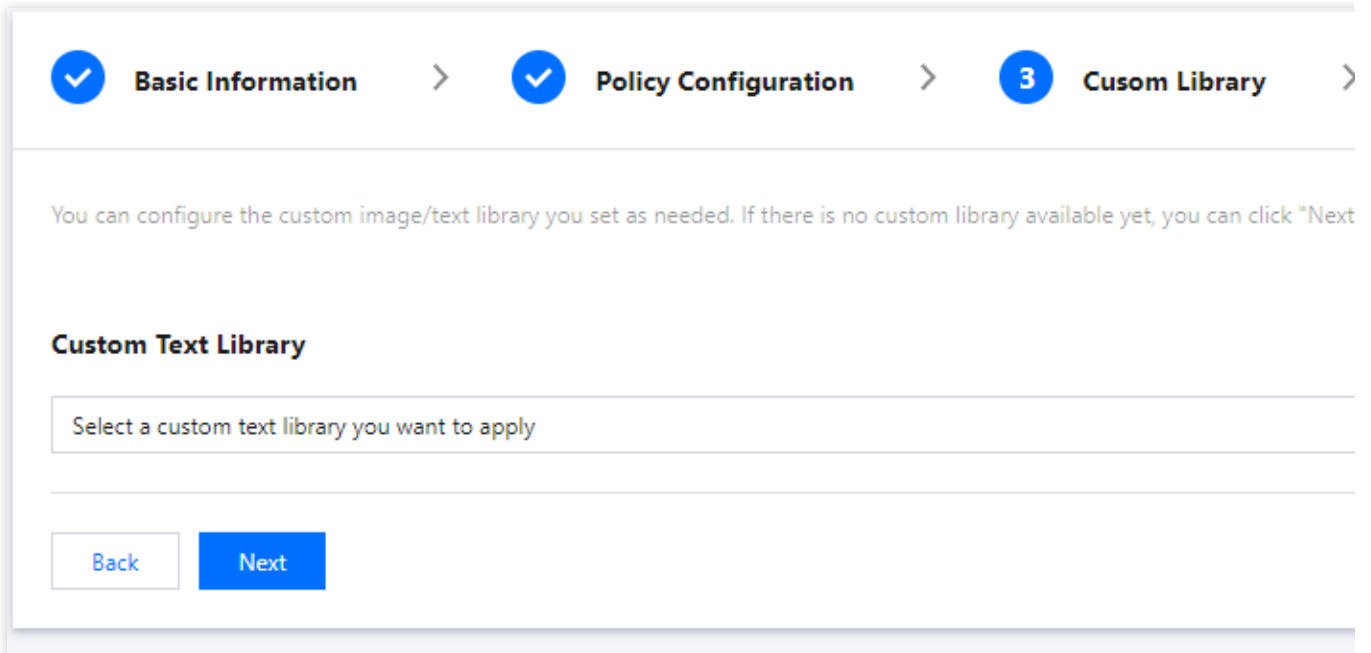 Basic Information > Policy Configuration > 3 Cusom Library >
You can configure the custom image/text library you set as needed. If there is no custom library available yet, you can click "Next
Custom Text Library
Select a custom text library you want to apply
Back Next